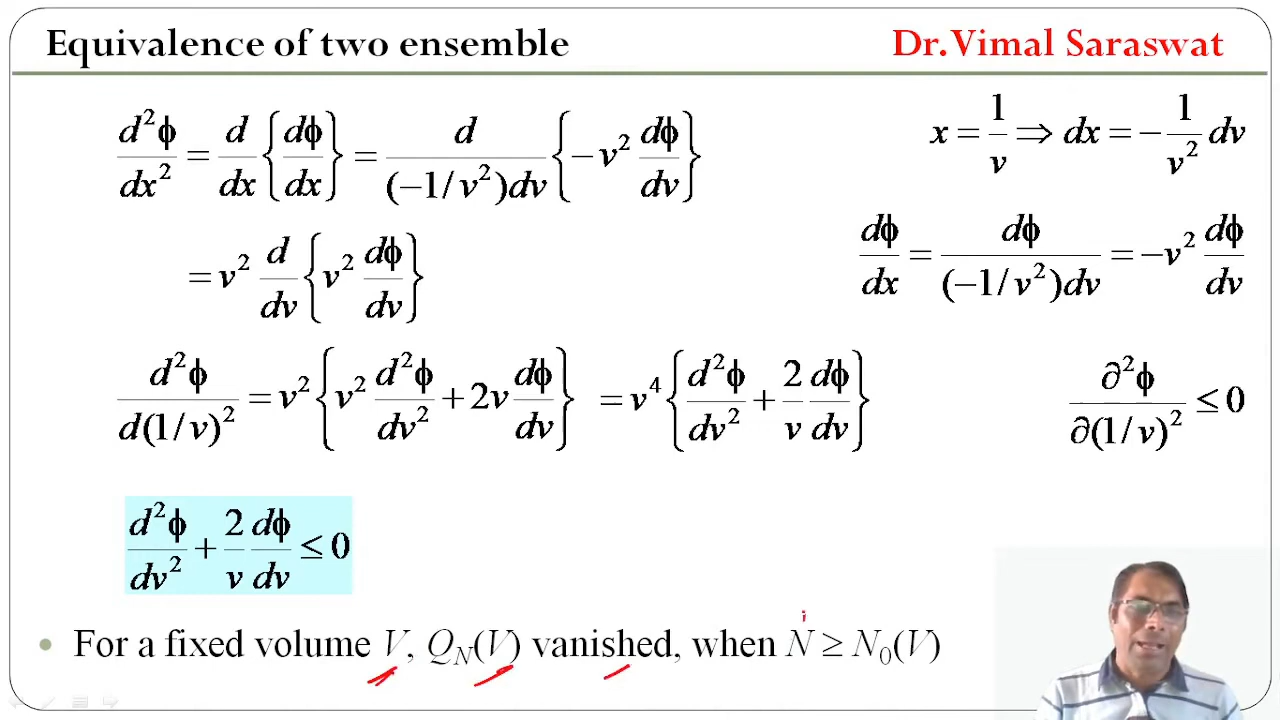 Equivalence of two ensemble
Dr. Vimal Saraswat
d²ϕ/dx² = d/dx {dϕ/dx} = d/((−1/v²)dv) {−v² dϕ/dv}
x = 1/v ⇒ dx = −1/v² dv
= v² d/dv {v² dϕ/dv}
dϕ/dx = dϕ/((−1/v²)dv) = −v² dϕ/dv
d²ϕ/d(1/v)² = v² {v² d²ϕ/dv² + 2v dϕ/dv} = v⁴ {d²ϕ/dv² + 2/v dϕ/dv}
∂²ϕ/∂(1/v)² ≤ 0
d²ϕ/dv² + 2/v dϕ/dv ≤ 0
• For a fixed volume V, Q_N(V) vanished, when N ≥ N₀(V)